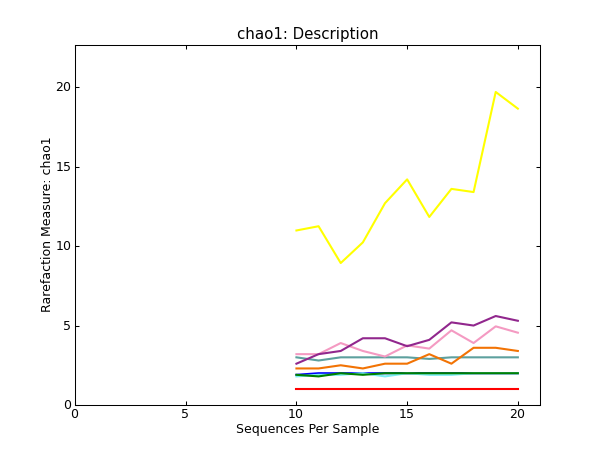 chao1: Description
Rarefaction Measure: chao1
20
15
10
5
0
0 5 10 15 20
Sequences Per Sample